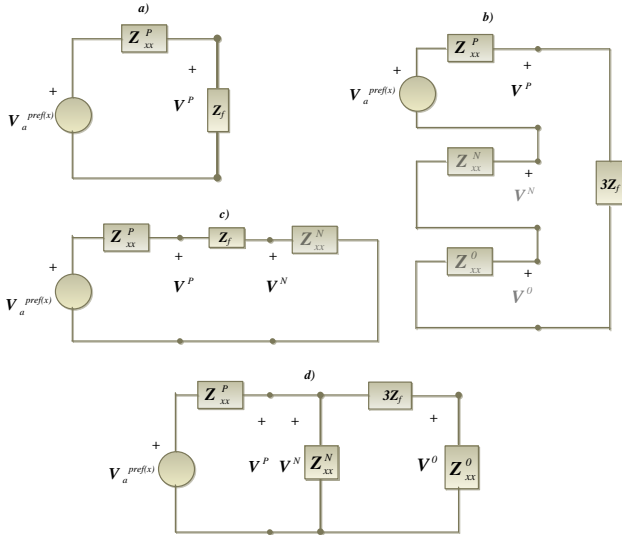 a)
Z xx P
+
+
V a pref(x)
V P
Z f
b)
Z xx P
+
+
V a pref(x)
V P
Z xx N
+
V N
3Z f
Z xx 0
+
V 0
c)
Z xx P
Z f
Z xx N
+
+
+
V a pref(x)
V P
V N
d)
Z xx P
3Z f
+
+
+
+
V a pref(x)
V P
V N
Z xx N
V 0
Z xx 0